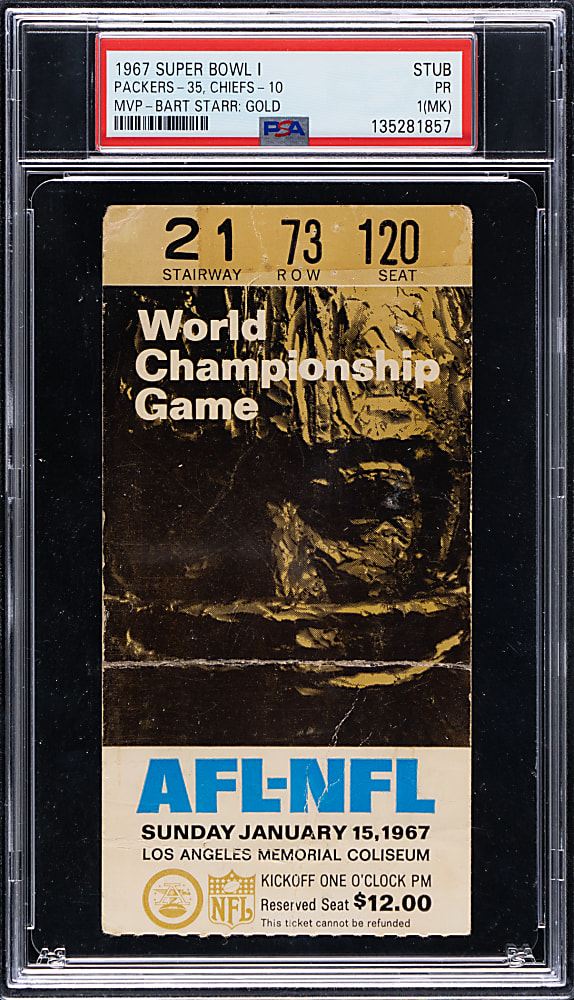 1967 SUPER BOWL I STUB
PACKERS - 35, CHIEFS - 10 PR
MVP - BART STARR: GOLD 1(MK)
PSA 135281857
21 73 120
STAIRWAY ROW SEAT
World
Championship
Game
AFL-NFL
SUNDAY JANUARY 15, 1967
LOS ANGELES MEMORIAL COLISEUM
KICKOFF ONE O'CLOCK PM
NFL Reserved Seat $12.00
This ticket cannot be refunded